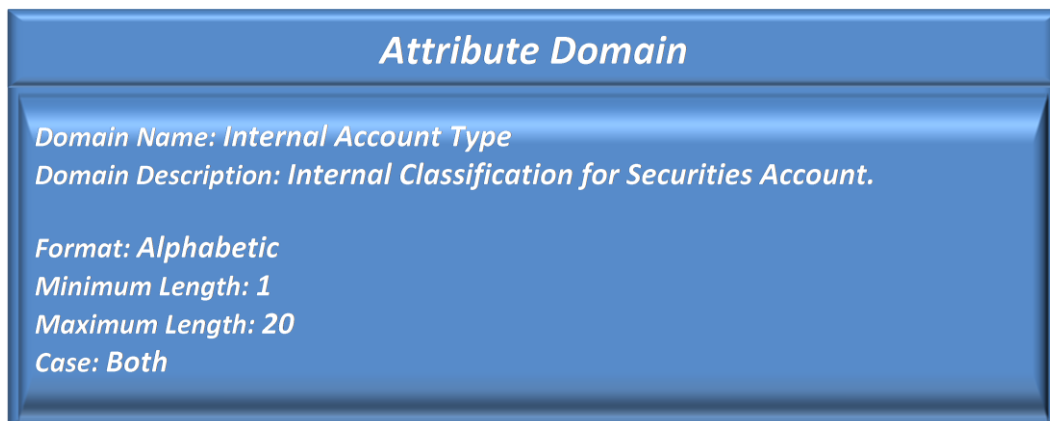 Attribute Domain
Domain Name: Internal Account Type
Domain Description: Internal Classification for Securities Account.
Format: Alphabetic
Minimum Length: 1
Maximum Length: 20
Case: Both